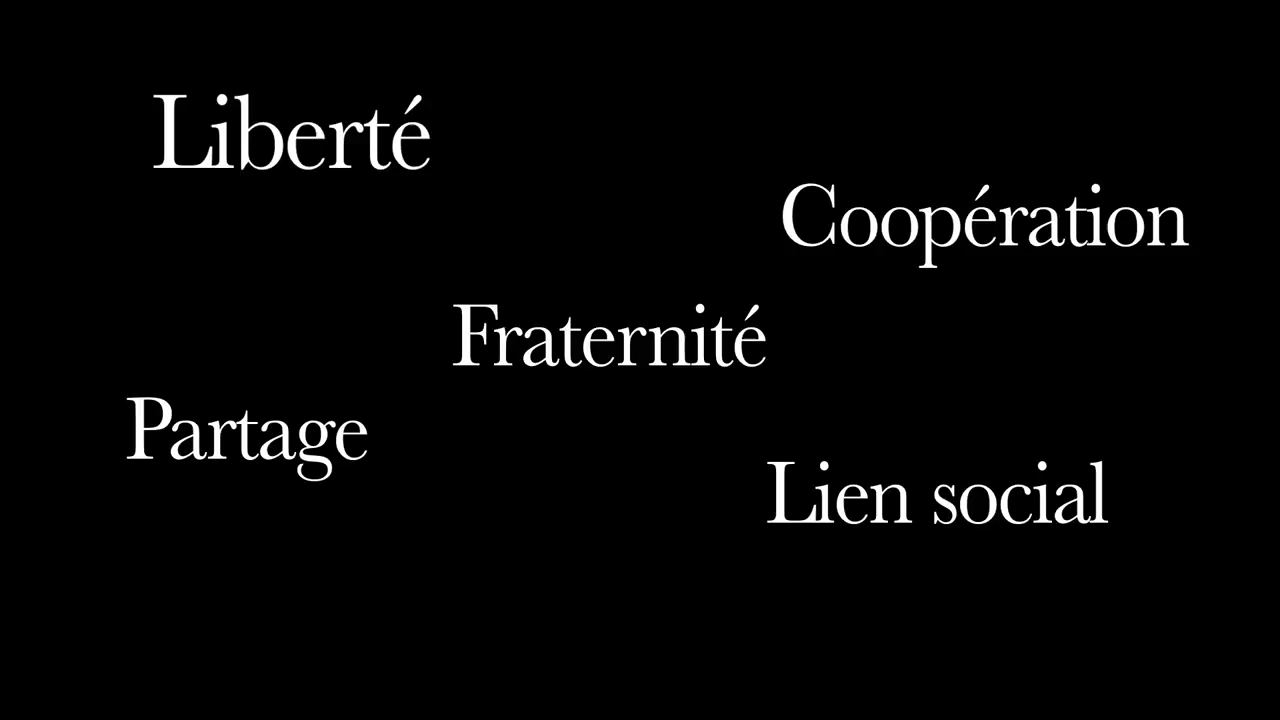 Liberté
Coopération
Fraternité
Partage
Lien social